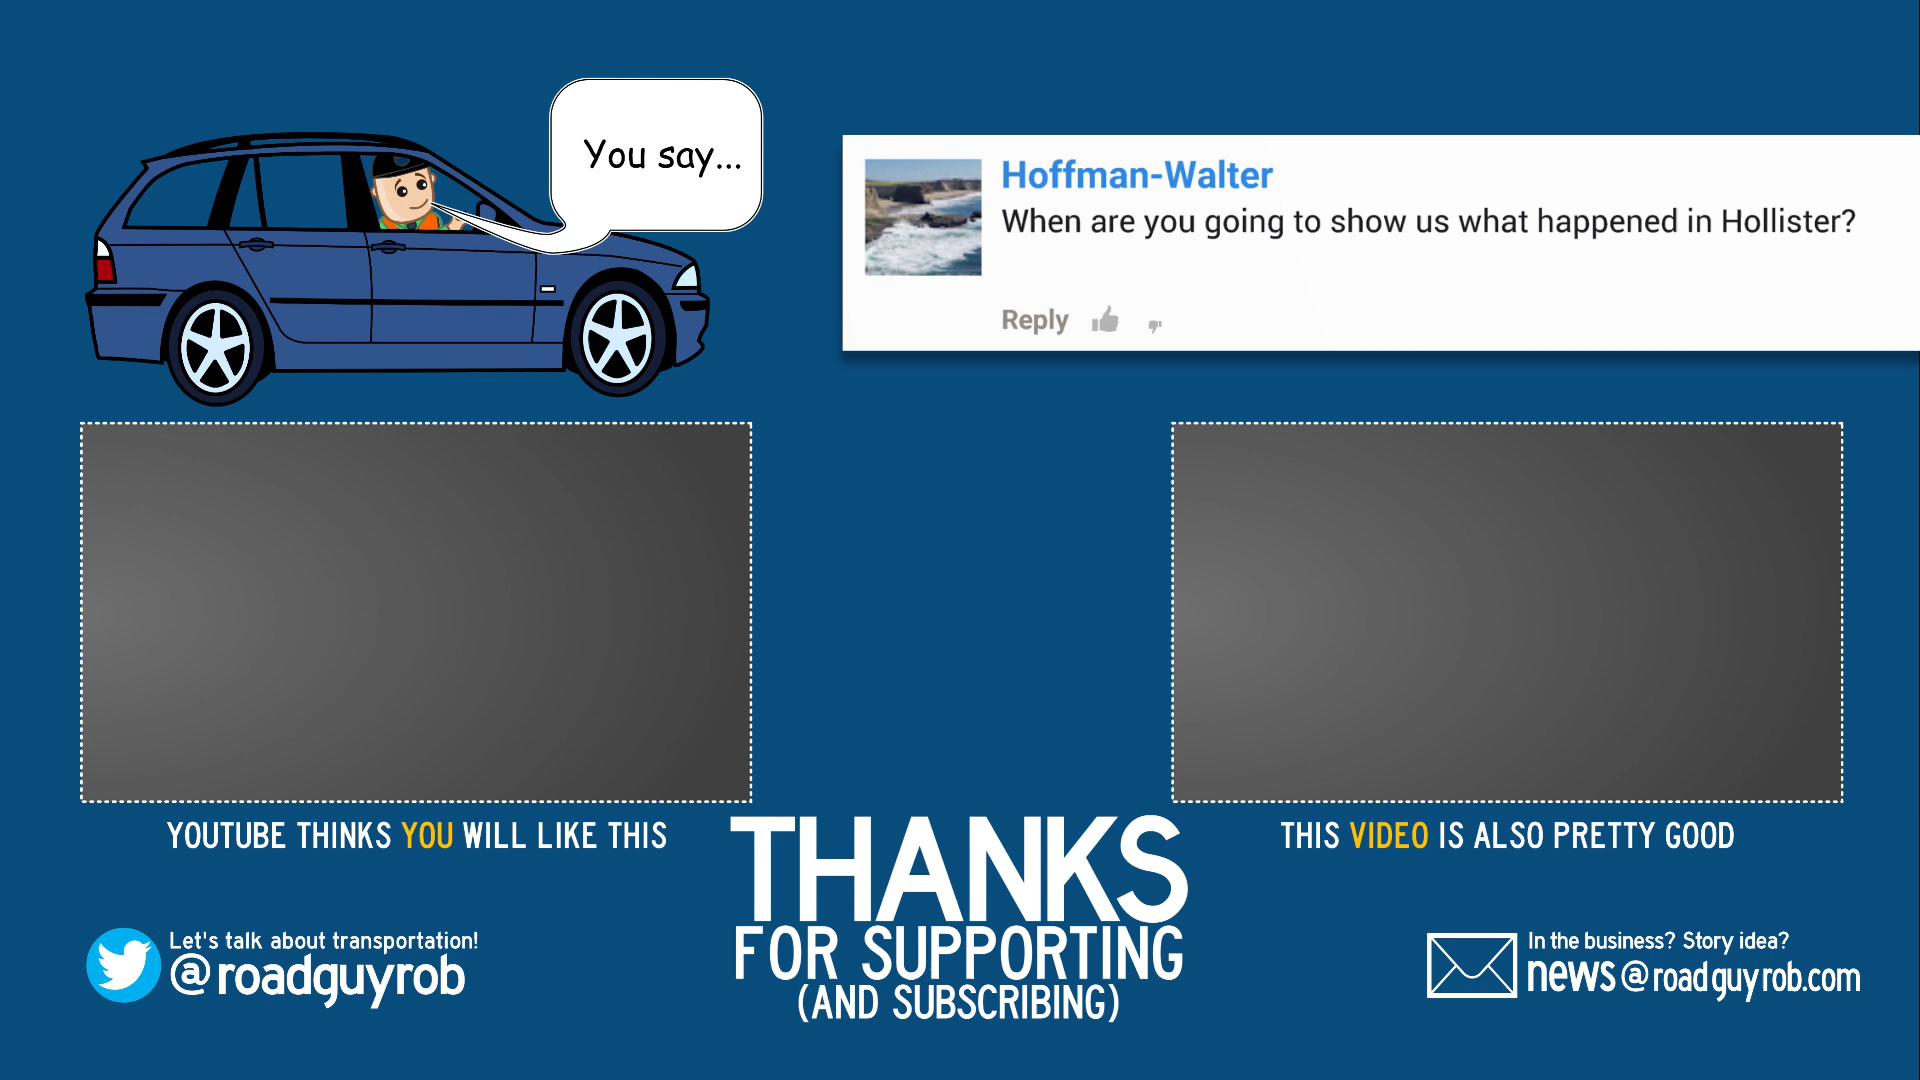 You say...
Hoffman-Walter
When are you going to show us what happened in Hollister?
Reply
YOUTUBE THINKS YOU WILL LIKE THIS
THIS VIDEO IS ALSO PRETTY GOOD
THANKS
FOR SUPPORTING
(AND SUBSCRIBING)
Let's talk about transportation!
@roadguyrob
In the business? Story idea?
news@roadguyrob.com